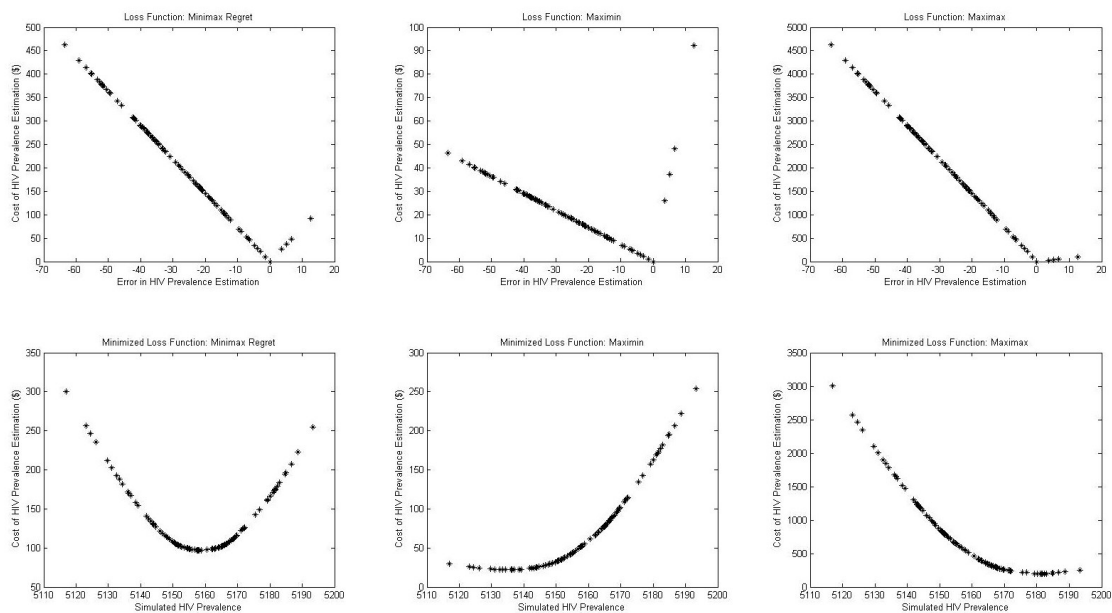 Loss Function: Minimax Regret
Cost of HIV Prevalence Estimation ($)
500
450
400
350
300
250
200
150
100
50
0
-70 -60 -50 -40 -30 -20 -10 0 10 20
Error in HIV Prevalence Estimation
Loss Function: Maximin
Cost of HIV Prevalence Estimation ($)
100
90
80
70
60
50
40
30
20
10
0
-70 -60 -50 -40 -30 -20 -10 0 10 20
Error in HIV Prevalence Estimation
Loss Function: Maximax
Cost of HIV Prevalence Estimation ($)
5000
4500
4000
3500
3000
2500
2000
1500
1000
500
0
-70 -60 -50 -40 -30 -20 -10 0 10 20
Error in HIV Prevalence Estimation
Minimized Loss Function: Minimax Regret
Cost of HIV Prevalence Estimation ($)
350
300
250
200
150
100
50
5110 5120 5130 5140 5150 5160 5170 5180 5190 5200
Simulated HIV Prevalence
Minimized Loss Function: Maximin
Cost of HIV Prevalence Estimation ($)
300
250
200
150
100
50
0
5110 5120 5130 5140 5150 5160 5170 5180 5190 5200
Simulated HIV Prevalence
Minimized Loss Function: Maximax
Cost of HIV Prevalence Estimation ($)
3500
3000
2500
2000
1500
1000
500
0
5110 5120 5130 5140 5150 5160 5170 5180 5190 5200
Simulated HIV Prevalence